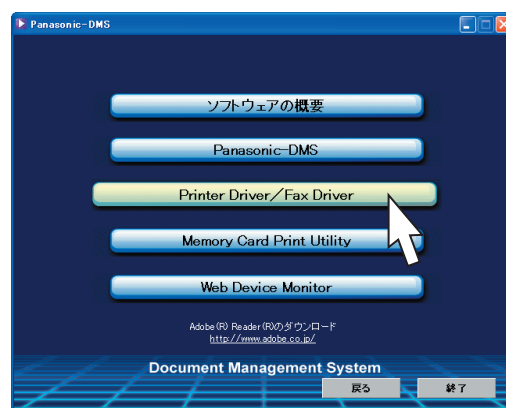 Panasonic-DMS
ソフトウェアの概要
Panasonic-DMS
Printer Driver／Fax Driver
Memory Card Print Utility
Web Device Monitor
Adobe(R) Reader(R)のダウンロード
http://www.adobe.co.jp/
Document Management System
戻る
終了